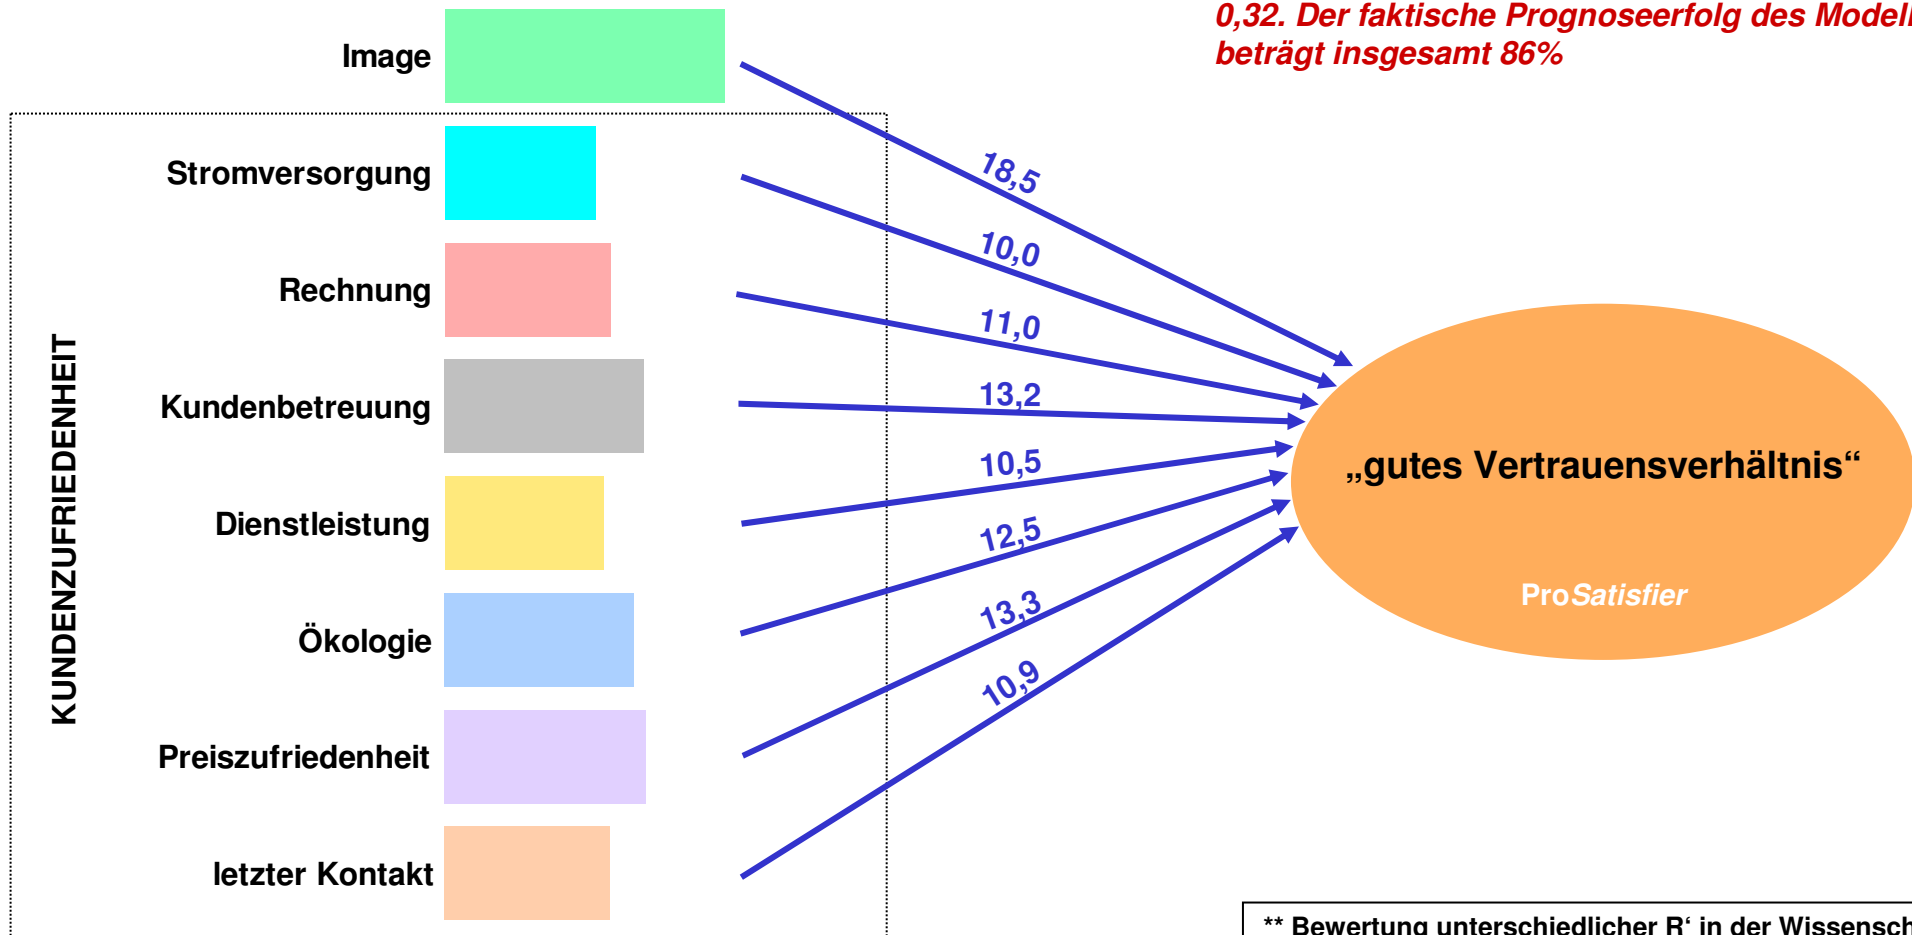 0,32. Der faktische Prognoseerfolg des
beträgt insgesamt 86%
Image
18,5
Stromversorgung
10,0
Rechnung
11,0
KUNDENZUFRIEDENHEIT
Kundenbetreuung
13,2
„gutes Vertrauensverhältnis“
Dienstleistung
10,5
12,5
ProSatisfier
Ökologie
13,3
Preiszufriedenheit
10,9
letzter Kontakt
** Bewertung unterschiedlicher R‘ in der